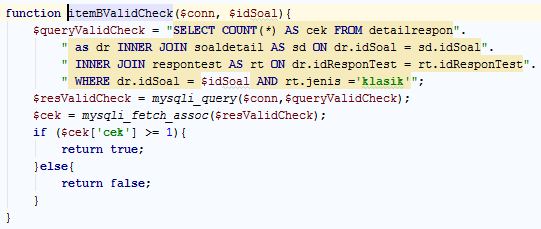 function itemBValidCheck($conn, $idSoal){
$queryValidCheck = "SELECT COUNT(*) AS cek FROM detailrespon".
" as dr INNER JOIN soaldetail AS sd ON dr.idSoal = sd.idSoal".
" INNER JOIN respontest AS rt ON dr.idResponTest = rt.idResponTest".
" WHERE dr.idSoal = $idSoal AND rt.jenis ='klasik'";
$resValidCheck = mysqli_query($conn,$queryValidCheck);
$cek = mysqli_fetch_assoc($resValidCheck);
if ($cek['cek'] >= 1){
return true;
}else{
return false;
}
}